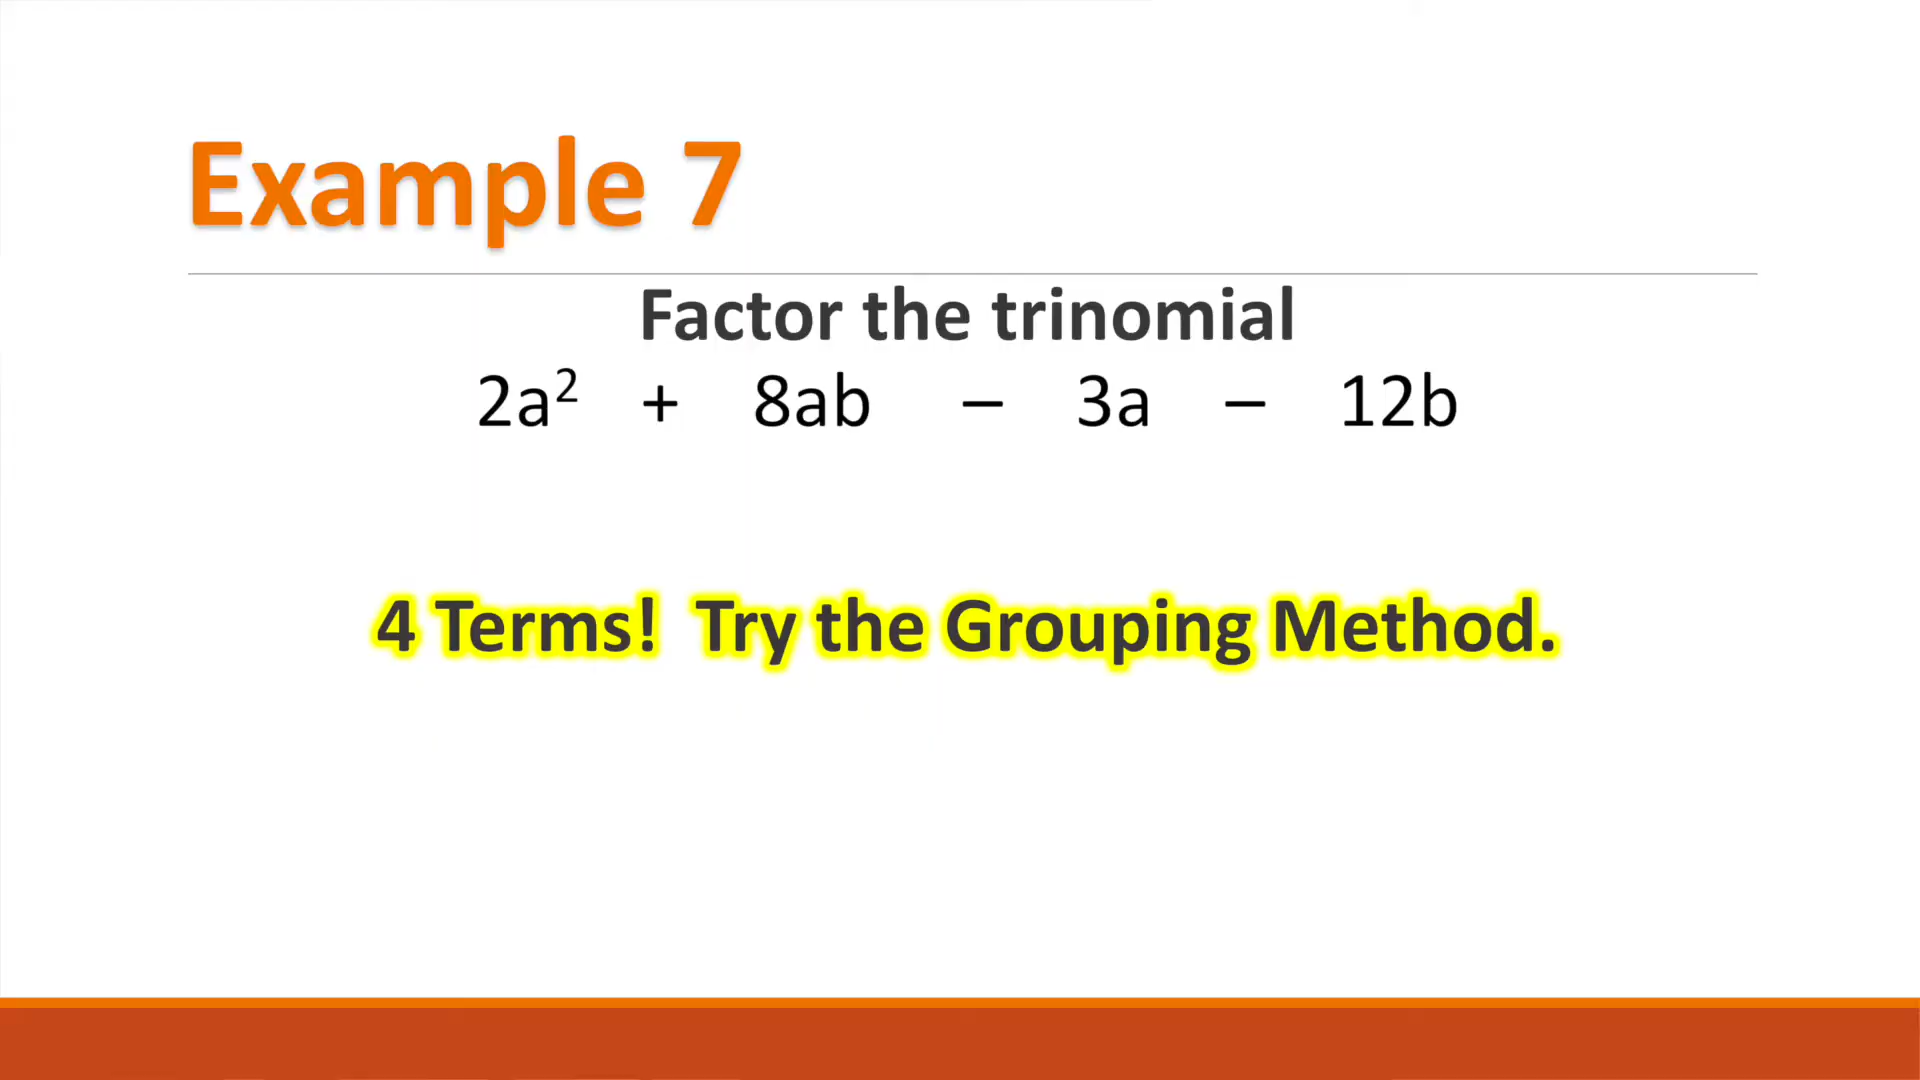 Example 7
Factor the trinomial
2a² + 8ab – 3a – 12b
4 Terms! Try the Grouping Method.